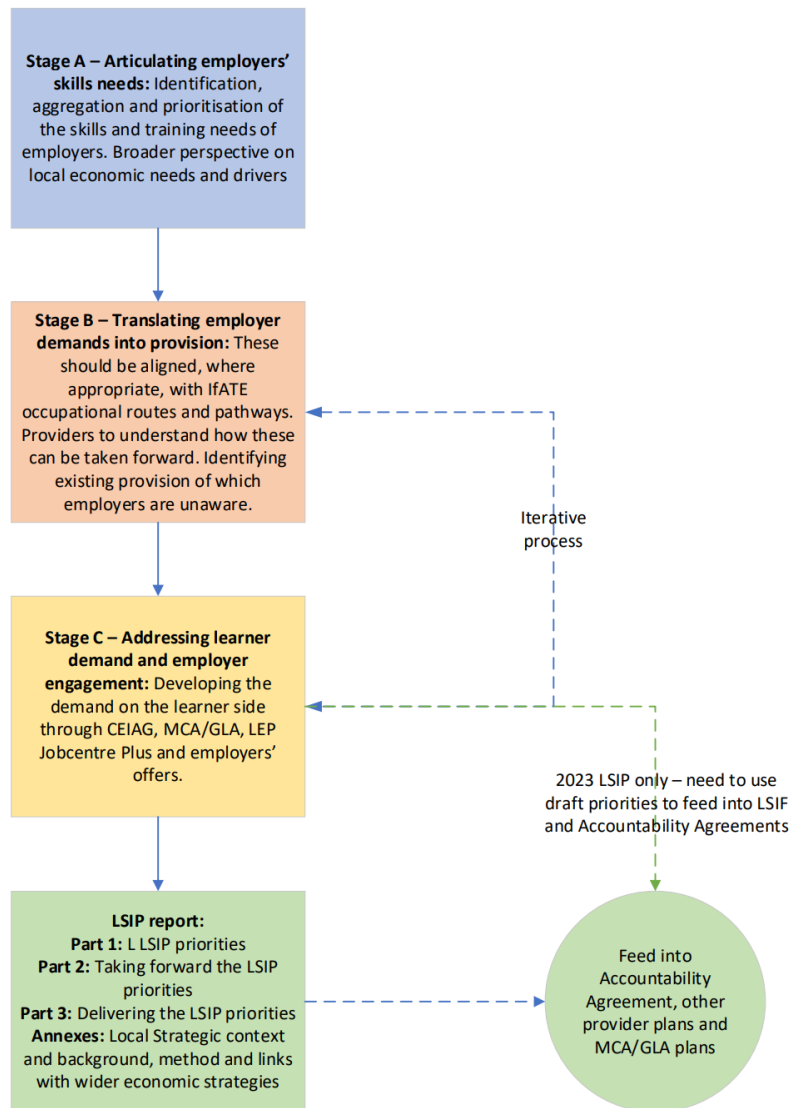 Stage A – Articulating employers’
skills needs: Identification,
aggregation and prioritisation of
the skills and training needs of
employers. Broader perspective on
local economic needs and drivers
Stage B – Translating employer
demands into provision: These
should be aligned, where
appropriate, with IfATE
occupational routes and pathways.
Providers to understand how these
can be taken forward. Identifying
existing provision of which
employers are unaware.
Iterative
process
Stage C – Addressing learner
demand and employer
engagement: Developing the
demand on the learner side
through CEIAG, MCA/GLA, LEP
Jobcentre Plus and employers’
offers.
2023 LSIP only – need to use
draft priorities to feed into LSIF
and Accountability Agreements
LSIP report:
Part 1: L LSIP priorities
Part 2: Taking forward the LSIP
priorities
Part 3: Delivering the LSIP priorities
Annexes: Local Strategic context
and background, method and links
with wider economic strategies
Feed into
Accountability
Agreement, other
provider plans and
MCA/GLA plans